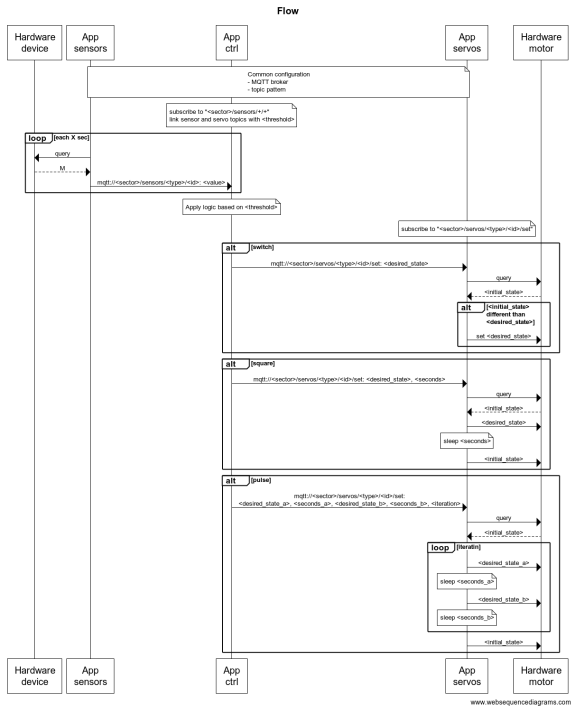 Flow
Hardware
device
App
sensors
App
ctrl
App
servos
Hardware
motor
Common configuration
- MQTT broker
- topic pattern
subscribe to "<sector>/sensors/+/+"
link sensor and servo topics with <threshold>
loop [each X sec]
query
M
mqtt://<sector>/sensors/<type>/<id>: <value>
Apply logic based on <threshold>
subscribe to "<sector>/servos/<type>/<id>/set"
alt [switch]
mqtt://<sector>/servos/<type>/<id>/set: <desired_state>
query
<initial_state>
alt [<initial_state>
different than
<desired_state>]
set <desired_state>
alt [square]
mqtt://<sector>/servos/<type>/<id>/set: <desired_state>, <seconds>
query
<initial_state>
<desired_state>
sleep <seconds>
<initial_state>
alt [pulse]
mqtt://<sector>/servos/<type>/<id>/set:
<desired_state_a>, <seconds_a>, <desired_state_b>, <seconds_b>, <iteration>
query
<initial_state>
loop [iteratin]
<desired_state_a>
sleep <seconds_a>
<desired_state_b>
sleep <seconds_b>
<initial_state>
Hardware
device
App
sensors
App
ctrl
App
servos
Hardware
motor
www.websequencediagrams.com